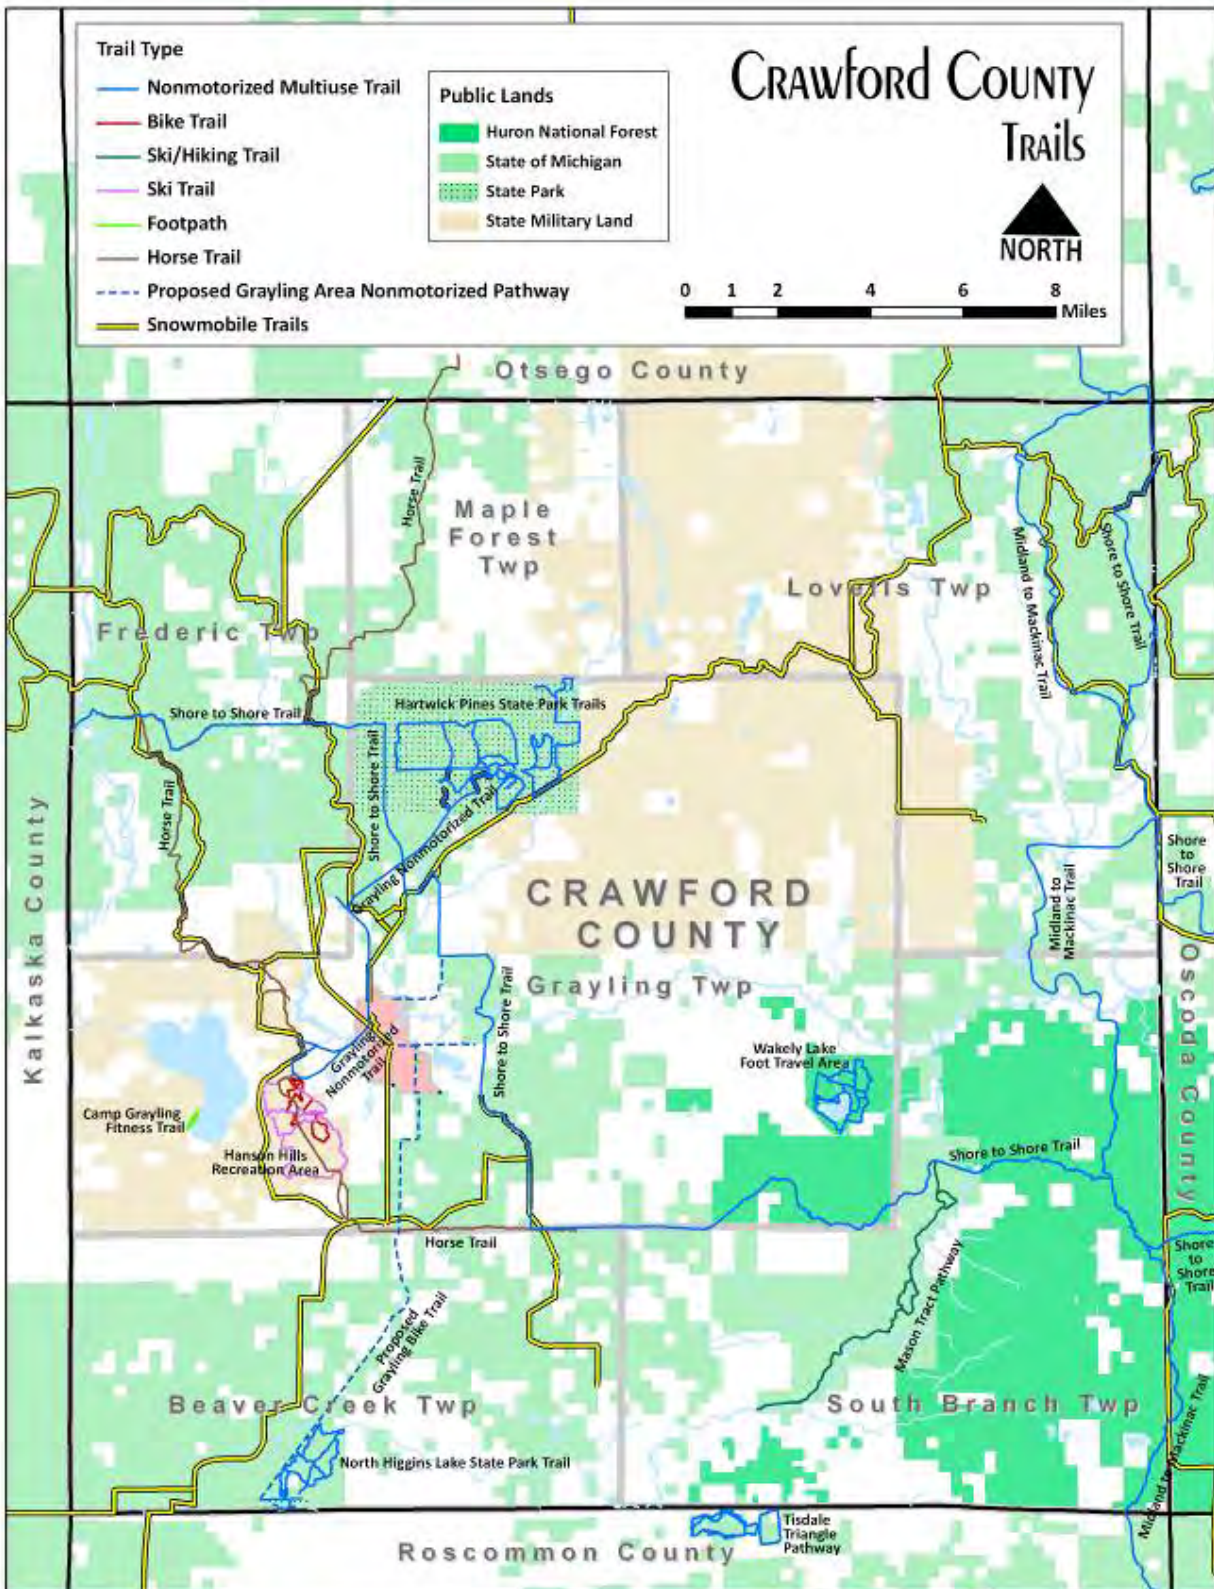 Trail Type
Nonmotorized Multiuse Trail
Bike Trail
Ski/Hiking Trail
Ski Trail
Footpath
Horse Trail
Proposed Grayling Area Nonmotorized Pathway
Snowmobile Trails
Public Lands
Huron National Forest
State of Michigan
State Park
State Military Land
Crawford County
Trails
NORTH
0 1 2 4 6 8
Miles
Otsego County
Horse Trail
Maple
Forest
Twp
Lovells Twp
Midland to Mackinac Trail
Shore to Shore Trail
Frederic Twp
Shore to Shore Trail
Hartwick Pines State Park Trails
Shore to Shore Trail
Horse Trail
Grayling Nonmotorized Trail
Kalkaska County
CRAWFORD
COUNTY
Grayling Twp
Shore
to
Shore
Trail
Midland to
Mackinac Trail
Oscoda County
Shore to Shore Trail
Grayling
Nonmotorized
Trail
Wakely Lake
Foot Travel Area
Camp Grayling
Fitness Trail
Hanson Hills
Recreation Area
Shore to Shore Trail
Horse Trail
Shore
to
Shore
Trail
Mason Tract Pathway
Proposed
Grayling Bike Trail
Beaver Creek Twp
South Branch Twp
Midland to Mackinac Trail
North Higgins Lake State Park Trail
Tisdale
Triangle
Pathway
Roscommon County